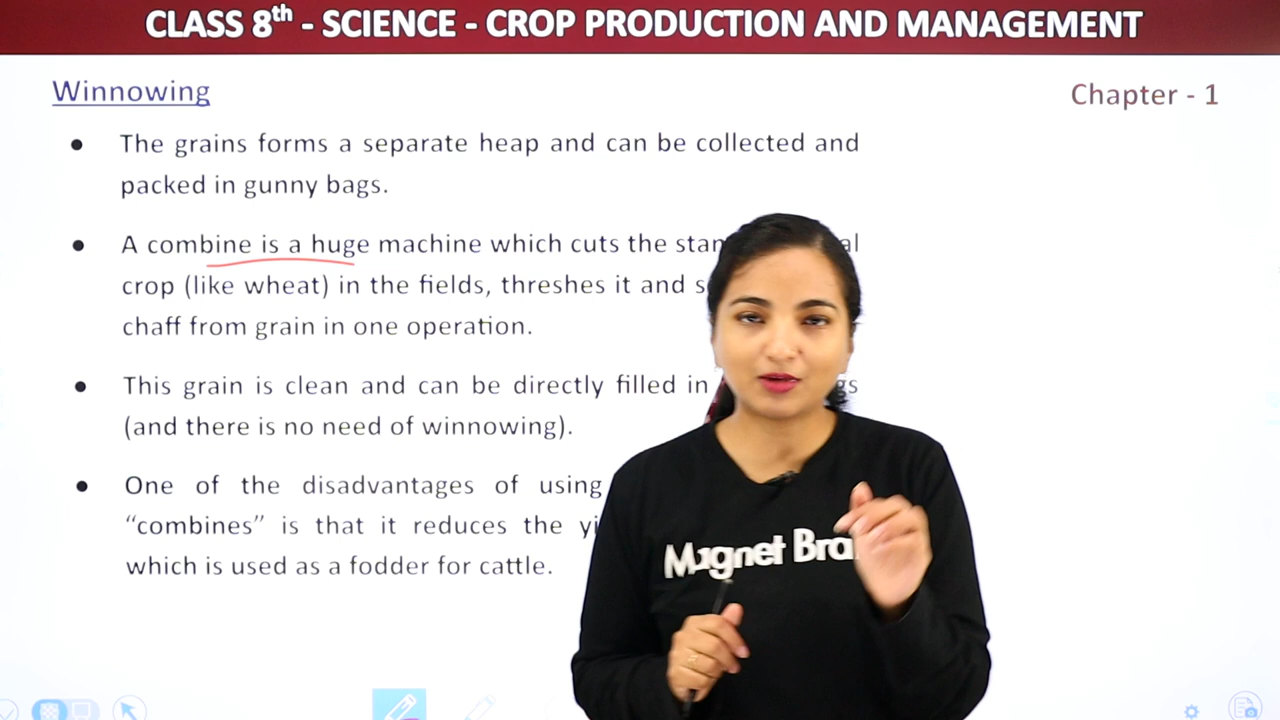 CLASS 8th - SCIENCE - CROP PRODUCTION AND MANAGEMENT
Winnowing
Chapter - 1
● The grains forms a separate heap and can be collected and
packed in gunny bags.
● A combine is a huge machine which cuts the
crop (like wheat) in the fields, threshes it and
chaff from grain in one operation.
● This grain is clean and can be directly filled in
(and there is no need of winnowing).
● One of the disadvantages of using
“combines” is that it reduces the
which is used as a fodder for cattle.
Magnet